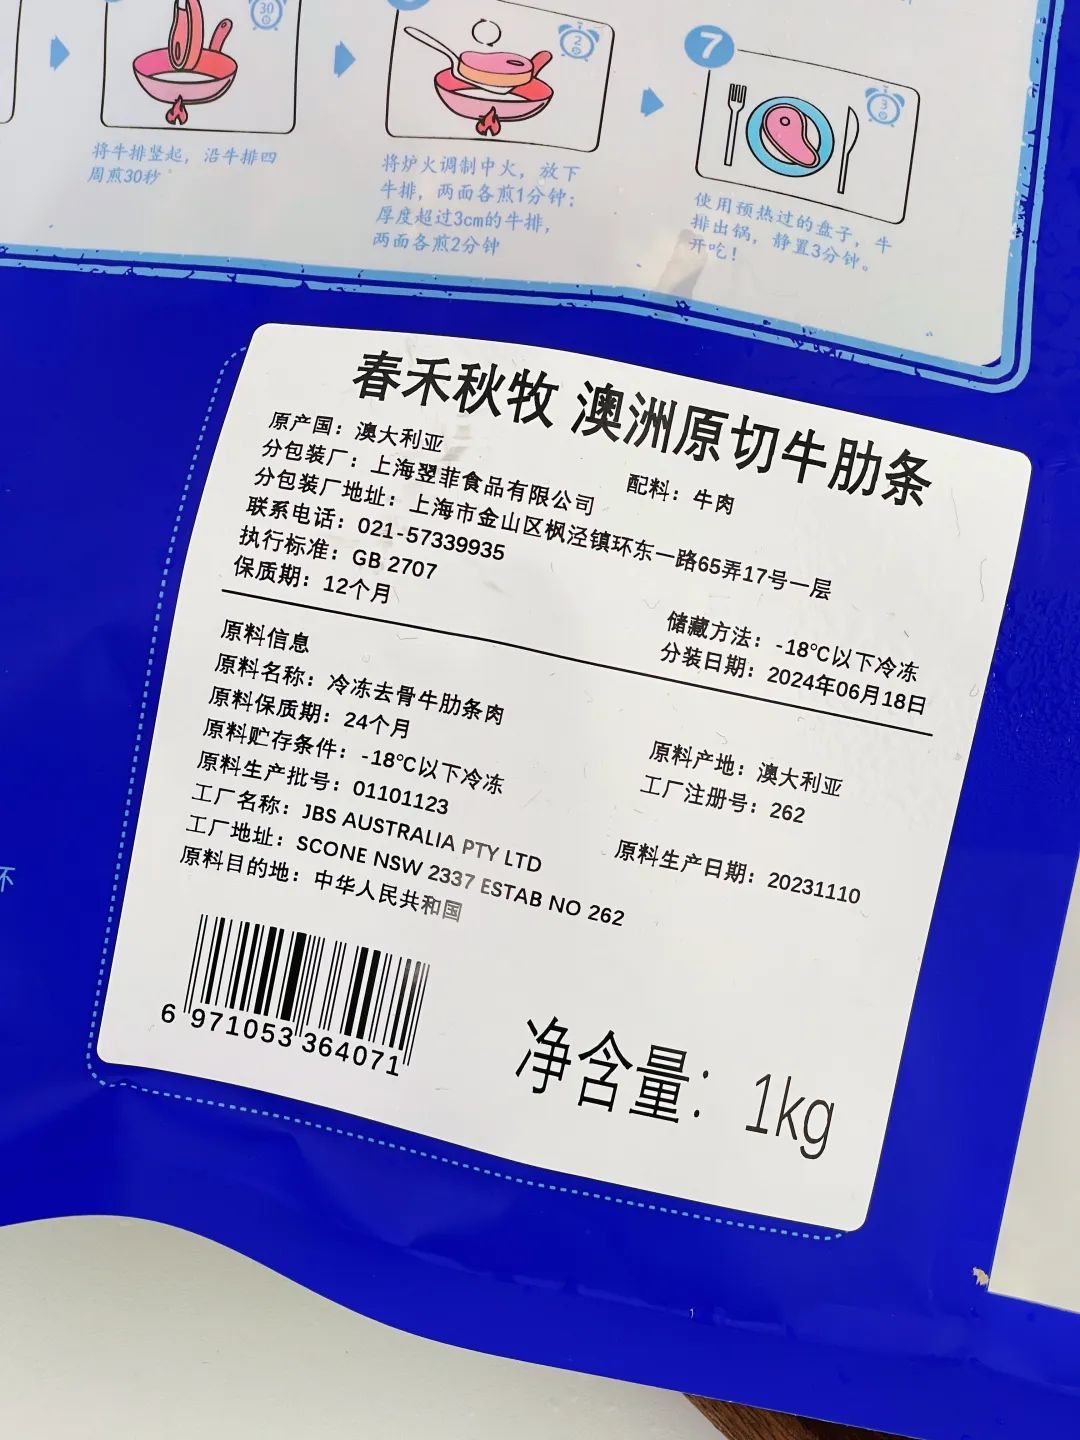 30
2
7
3
将牛排竖起，沿牛排四
周煎30秒。
将炉火调制中火，放下
牛排，两面各煎1分钟；
厚度超过3cm的牛排，
两面各煎2分钟
使用预热过的盘子，牛
排出锅，静置3分钟。
开吃！
春禾秋牧 澳洲原切牛肋条
原产国：澳大利亚
配料：牛肉
分包装厂：上海翌菲食品有限公司
分包装厂地址：上海市金山区枫泾镇环东一路65弄17号一层
联系电话：021-57339935
执行标准：GB 2707
储藏方法：-18℃以下冷冻
保质期：12个月
分装日期：2024年06月18日
原料信息
原料名称：冷冻去骨牛肋条肉
原料产地：澳大利亚
原料保质期：24个月
工厂注册号：262
原料贮存条件：-18℃以下冷冻
原料生产批号：01101123
原料生产日期：20231110
工厂名称：JBS AUSTRALIA PTY LTD
工厂地址：SCONE NSW 2337 ESTAB NO 262
原料目的地：中华人民共和国
6 971053 364071
净含量：1kg